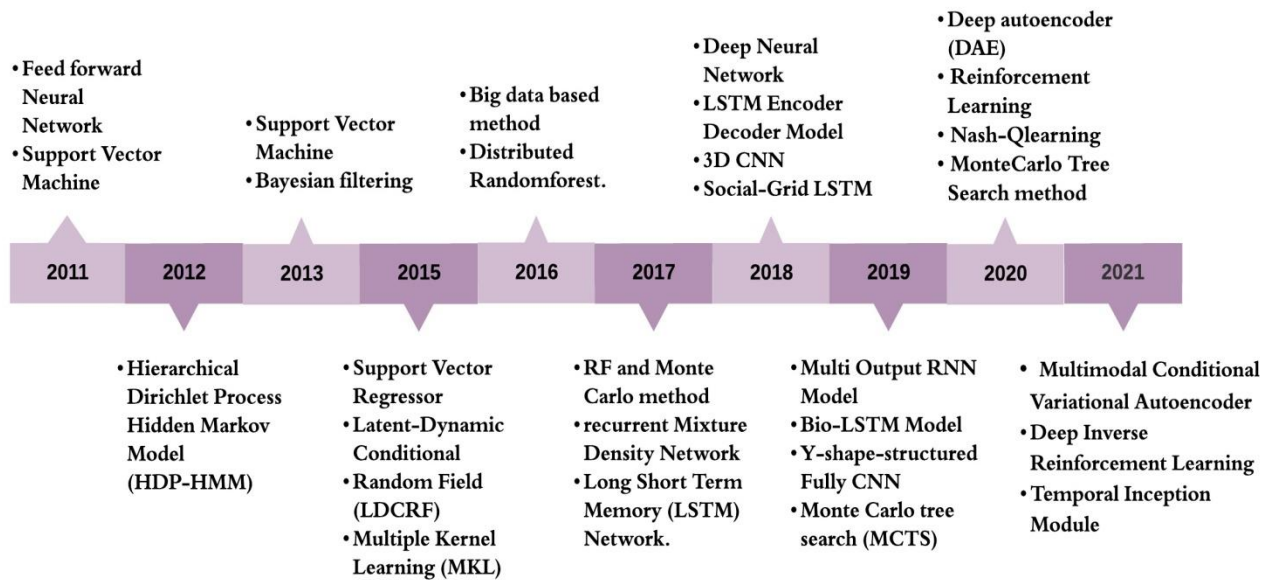 • Feed forward
Neural
Network
• Support Vector
Machine
• Support Vector
Machine
• Bayesian filtering
• Big data based
method
• Distributed
Randomforest.
• Deep Neural
Network
• LSTM Encoder
Decoder Model
• 3D CNN
• Social-Grid LSTM
• Deep autoencoder
(DAE)
• Reinforcement
Learning
• Nash-Qlearning
• MonteCarlo Tree
Search method
2011 2012 2013 2015 2016 2017 2018 2019 2020 2021
• Hierarchical
Dirichlet Process
Hidden Markov
Model
(HDP-HMM)
• Support Vector
Regressor
• Latent-Dynamic
Conditional
• Random Field
(LDCRF)
• Multiple Kernel
Learning (MKL)
• RF and Monte
Carlo method
• recurrent Mixture
Density Network
• Long Short Term
Memory (LSTM)
Network.
• Multi Output RNN
Model
• Bio-LSTM Model
• Y-shape-structured
Fully CNN
• Monte Carlo tree
search (MCTS)
• Multimodal Conditional
Variational Autoencoder
• Deep Inverse
Reinforcement Learning
• Temporal Inception
Module